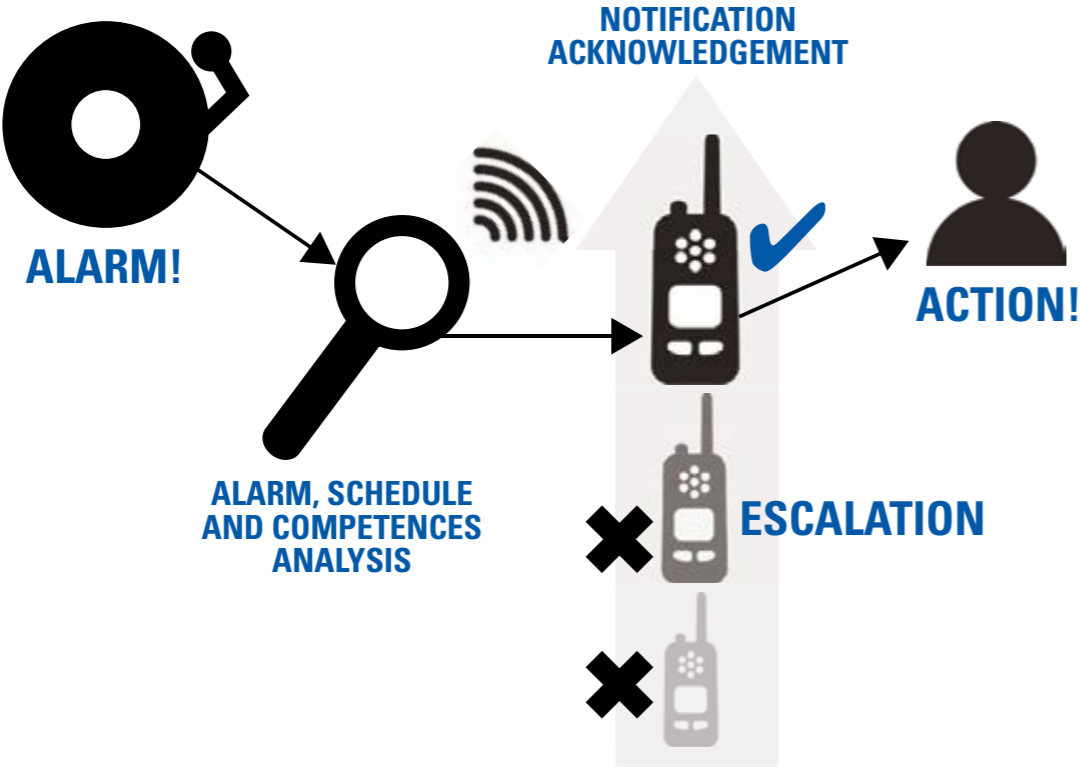 NOTIFICATION
ACKNOWLEDGEMENT
ALARM!
ACTION!
ALARM, SCHEDULE
AND COMPETENCES
ANALYSIS
ESCALATION